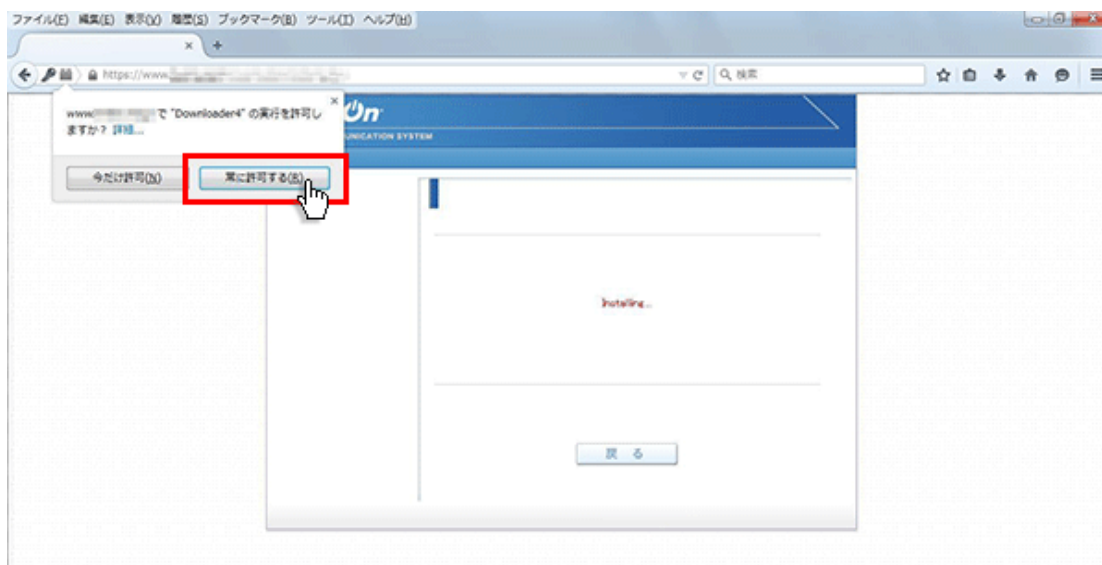 ファイル(F) 編集(E) 表示(V) 履歴(S) ブックマーク(B) ツール(T) ヘルプ(H)
https://www
検索
www で "Downloader4" の実行を許可し
ますか? 詳細...
今だけ許可(N) 常に許可する(R)
On
UNICATION SYSTEM
Installing...
戻 る